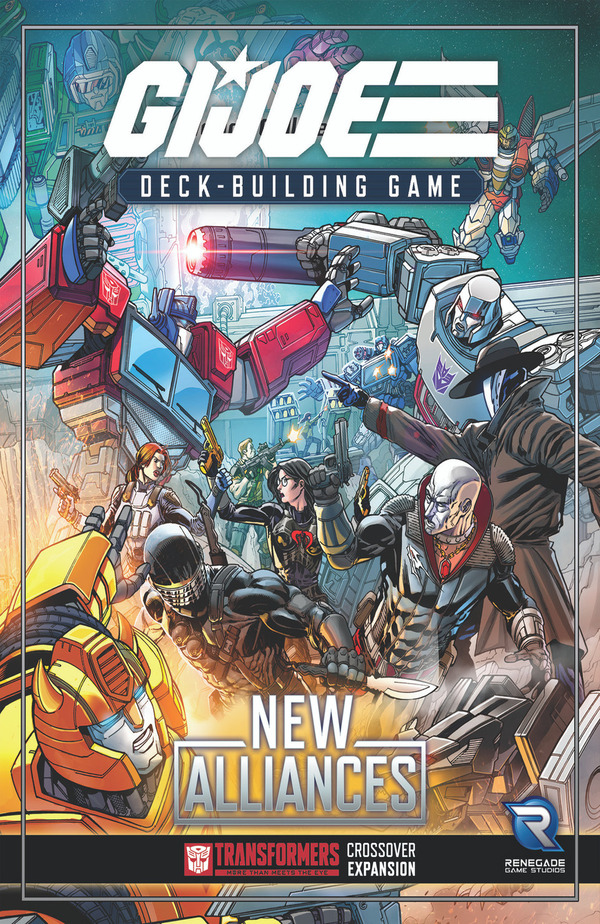 G.I.JOE
DECK-BUILDING GAME
NEW
ALLIANCES
TRANSFORMERS
MORE THAN MEETS THE EYE
CROSSOVER
EXPANSION
R
RENEGADE
GAME STUDIOS